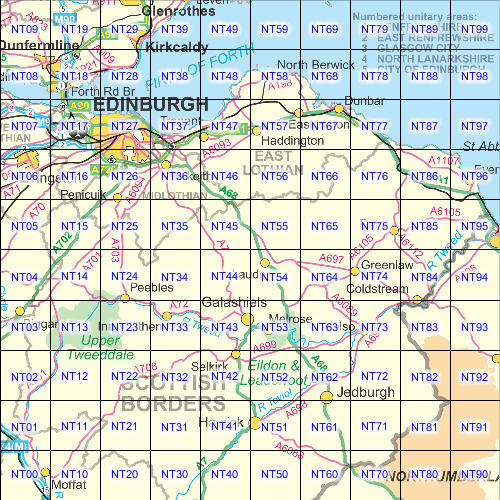 Glenrothes
NT09 NT19 NT29 NT39 NT49 NT59 NT69 NT79 NT89 NT99
M90
Numbered unitary areas:
2 EAST RENFREWSHIRE
3 GLASGOW CITY
4 NORTH LANARKSHIRE
5 CITY OF EDINBURGH
Dunfermline
Kirkcaldy
A921
FIRTH OF FORTH
North Berwick
NT08 NT18 NT28 NT38 NT48 NT58 NT68 NT78 NT88 NT98
A198
Forth Rd Br
A90
EDINBURGH
Dunbar
NT07 NT17 NT27 NT37 NT47 NT57 NT67 NT77 NT87 NT97
Haddington
A6093
St Abb
EAST
LOTHIAN
A1107
NT06 NT16 NT26 NT36 NT46 NT56 NT66 NT76 NT86 NT96
A1
A71
Penicuik
A6094
MIDLOTHIAN
A68
A70
A6105
NT05 NT15 NT25 NT35 NT45 NT55 NT65 NT75 NT85 NT95
A702
A703
A7
A6105
A6112
R Tweed
A697
Greenlaw
A701
NT04 NT14 NT24 NT34 NT44 NT54 NT64 NT74 NT84 NT94
Peebles
Coldstream
A72
Galashiels
A6089
R Tweed
Melrose
NT03 NT13 NT23 NT33 NT43 NT53 NT63 NT73 NT83 NT93
Upper
Tweeddale
A699
A708
Selkirk
A68
Eildon &
Leaderfoot
NT02 NT12 NT22 NT32 NT42 NT52 NT62 NT72 NT82 NT92
SCOTTISH
BORDERS
Jedburgh
R Teviot
A698
Hawick
NT01 NT11 NT21 NT31 NT41 NT51 NT61 NT71 NT81 NT91
A6088
A74(M)
A7
NT00 NT10 NT20 NT30 NT40 NT50 NT60 NT70 NT80 NT90
NORTHUMBERLAND
Moffat